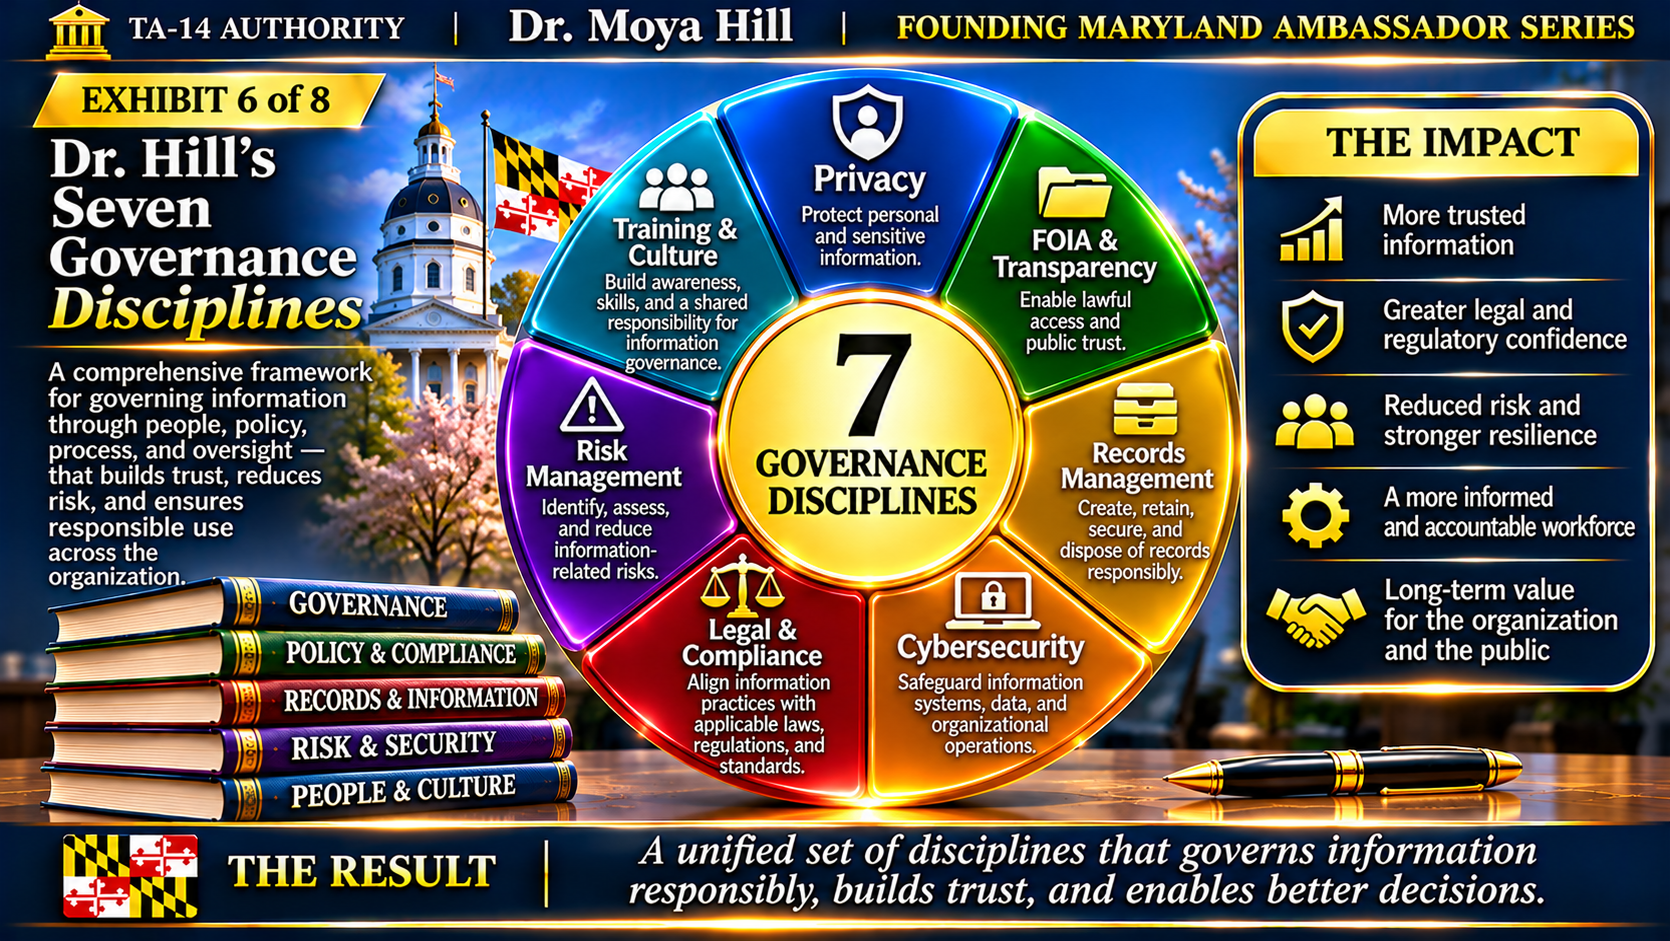 TA-14 AUTHORITY
Dr. Moya Hill
FOUNDING MARYLAND AMBASSADOR SERIES
EXHIBIT 6 of 8
Dr. Hill's
Seven
Governance
Disciplines
A comprehensive framework
for governing information
through people, policy,
process, and oversight —
that builds trust, reduces
risk, and ensures
responsible use
across the
organization.
GOVERNANCE
POLICY & COMPLIANCE
RECORDS & INFORMATION
RISK & SECURITY
PEOPLE & CULTURE
Privacy
Protect personal
and sensitive
information.
FOIA &
Transparency
Enable lawful
access and
public trust.
Records
Management
Create, retain,
secure, and
dispose of records
responsibly.
Cybersecurity
Safeguard information
systems, data, and
organizational
operations.
Legal &
Compliance
Align information
practices with
applicable laws,
regulations, and
standards.
Risk
Management
Identify, assess,
and reduce
information-
related risks.
Training &
Culture
Build awareness,
skills, and a shared
responsibility for
information
governance.
7
GOVERNANCE
DISCIPLINES
THE IMPACT
More trusted
information
Greater legal and
regulatory confidence
Reduced risk and
stronger resilience
A more informed
and accountable workforce
Long-term value
for the organization
and the public
THE RESULT
A unified set of disciplines that governs information
responsibly, builds trust, and enables better decisions.